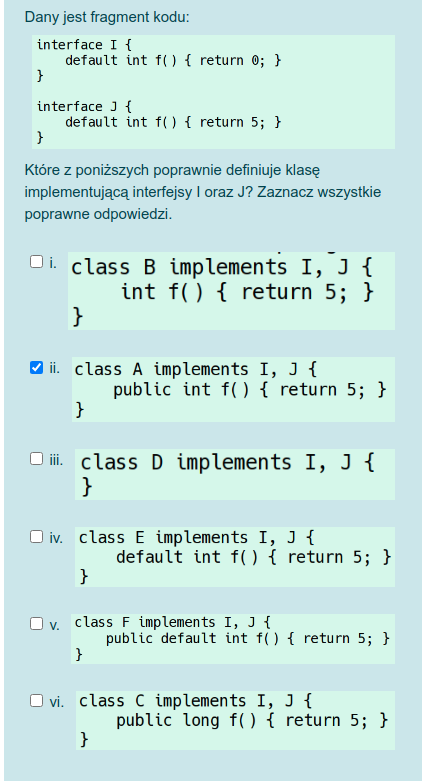 Dany jest fragment kodu:
interface I {
    default int f() { return 0; }
}
interface J {
    default int f() { return 5; }
}
Które z poniższych poprawnie definiuje klasę
implementującą interfejsy I oraz J? Zaznacz wszystkie
poprawne odpowiedzi.
i. class B implements I, J {
    int f() { return 5; }
}
ii. class A implements I, J {
    public int f() { return 5; }
}
iii. class D implements I, J {
}
iv. class E implements I, J {
    default int f() { return 5; }
}
v. class F implements I, J {
    public default int f() { return 5; }
}
vi. class C implements I, J {
    public long f() { return 5; }
}